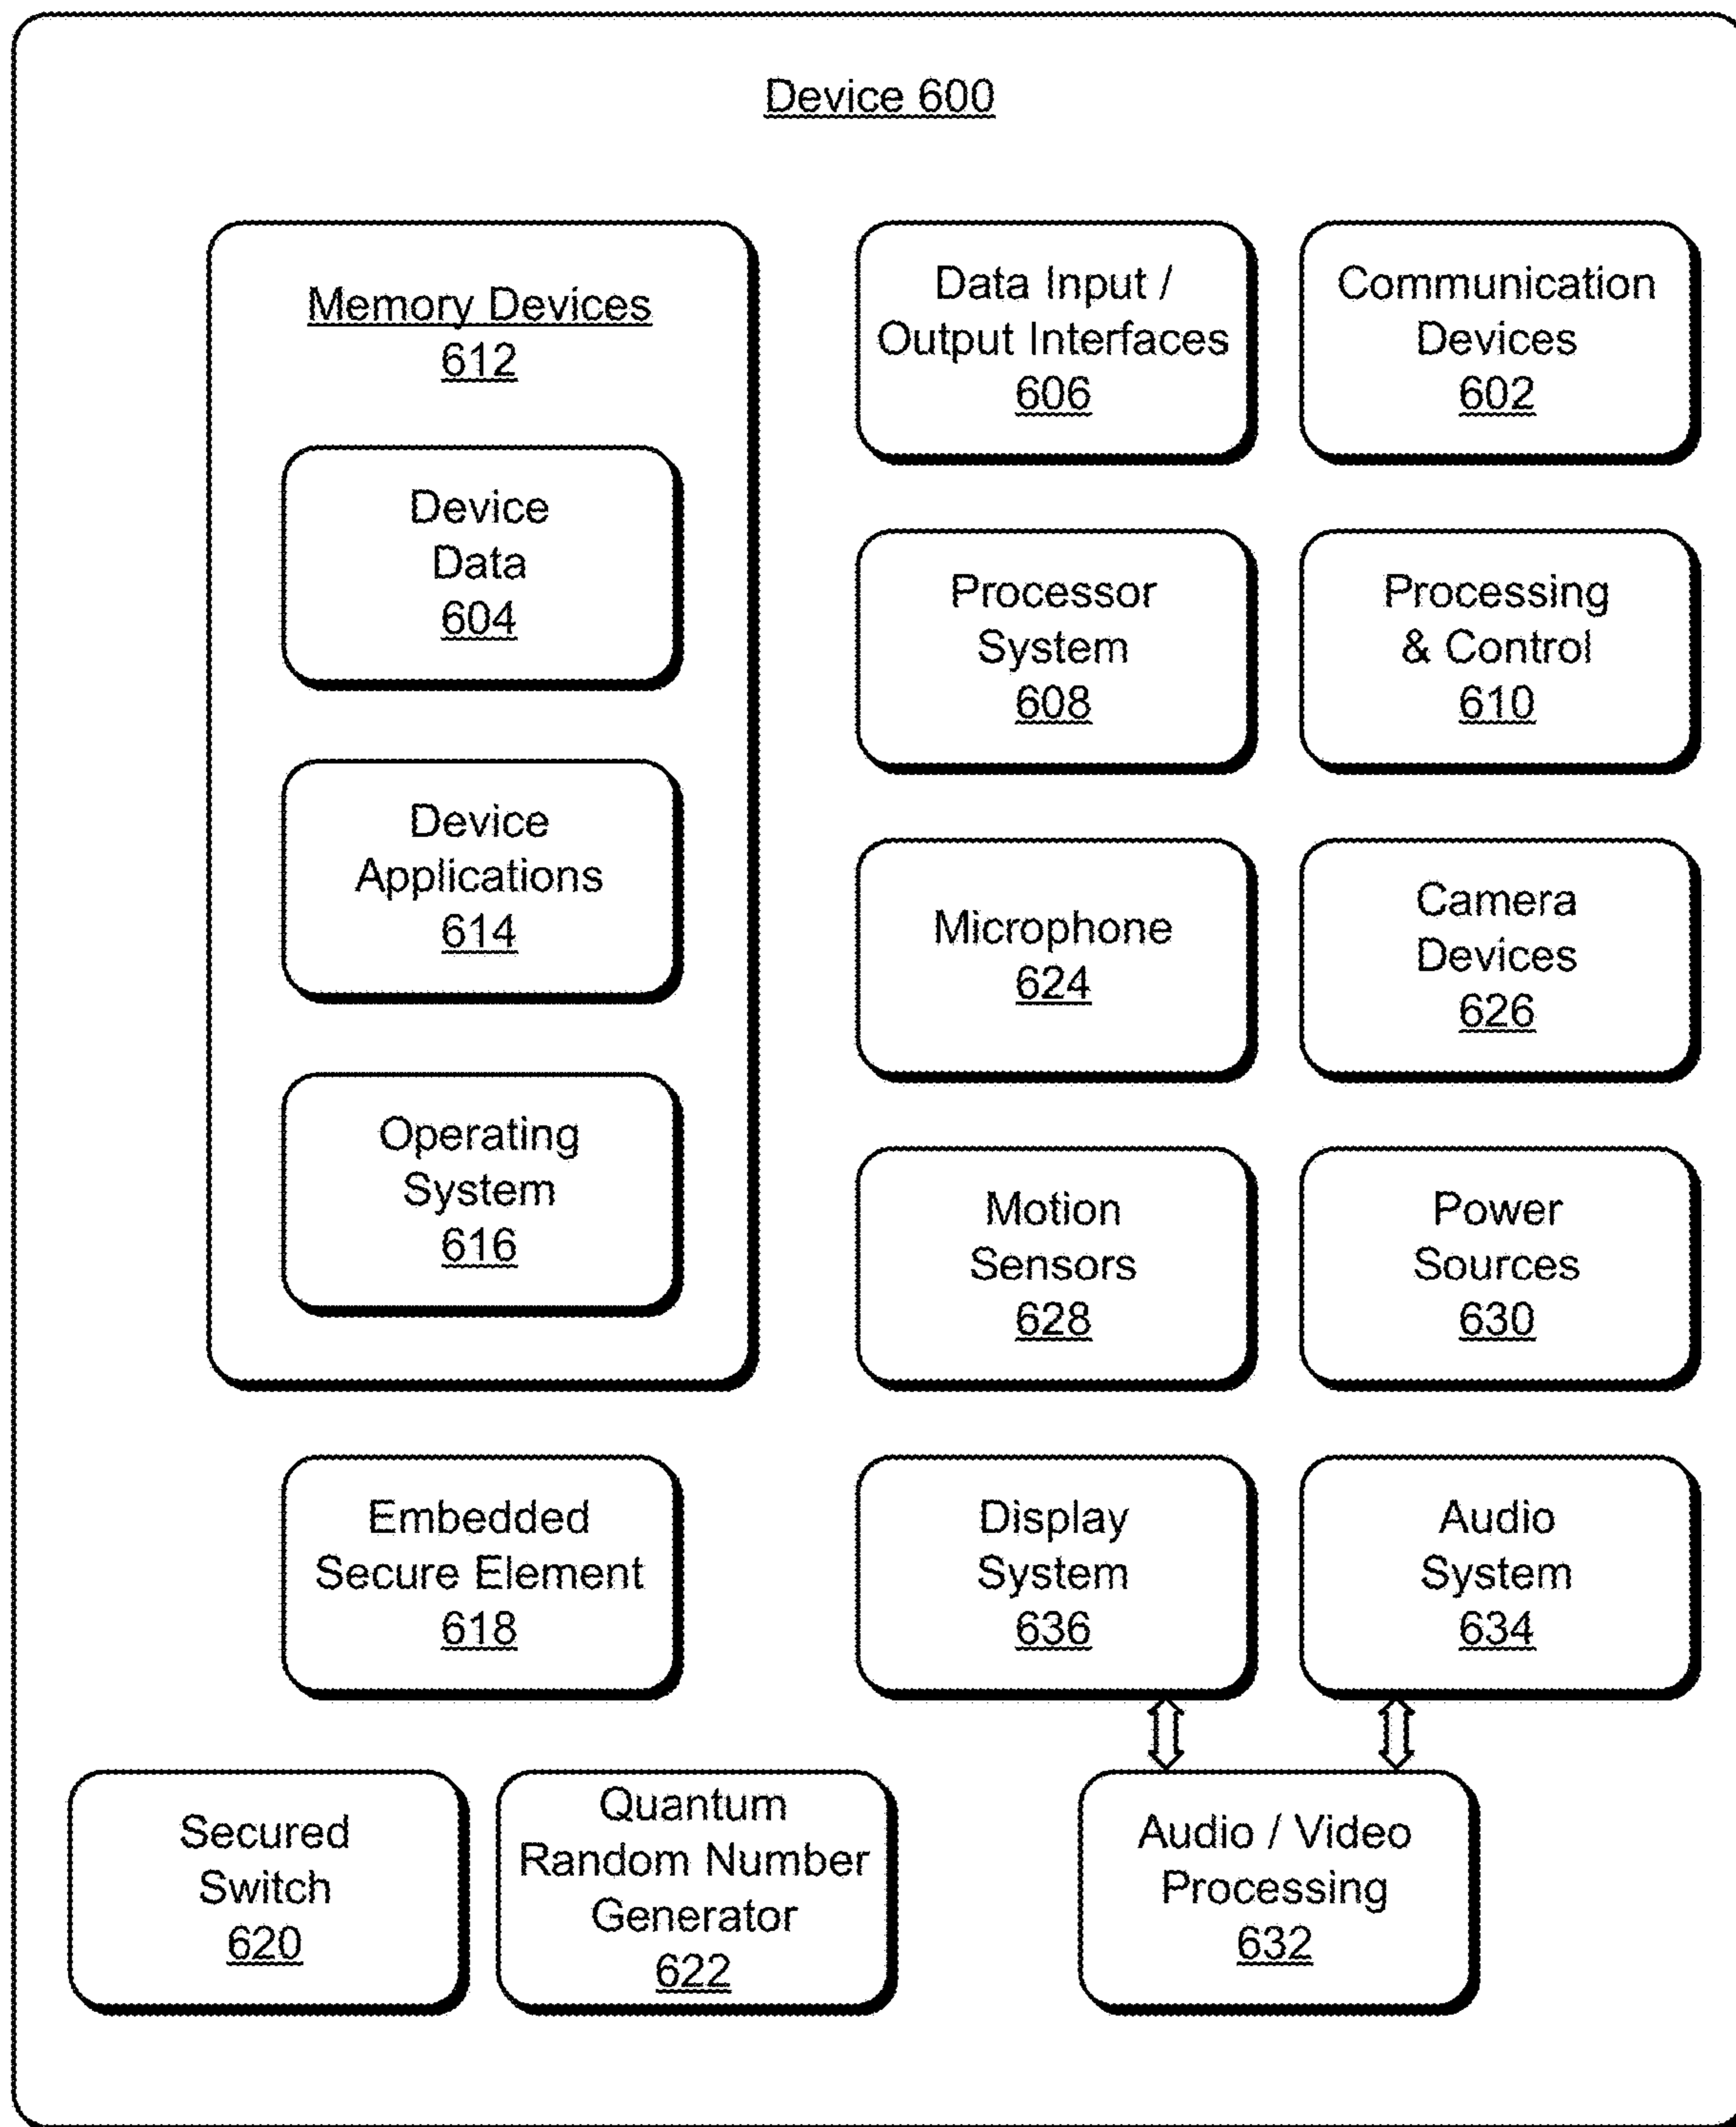 Device 600
Memory Devices
612
Device
Data
604
Device
Applications
614
Operating
System
616
Data Input /
Output Interfaces
606
Communication
Devices
602
Processor
System
608
Processing
& Control
610
Microphone
624
Camera
Devices
626
Motion
Sensors
628
Power
Sources
630
Embedded
Secure Element
618
Display
System
636
Audio
System
634
Secured
Switch
620
Quantum
Random Number
Generator
622
Audio / Video
Processing
632